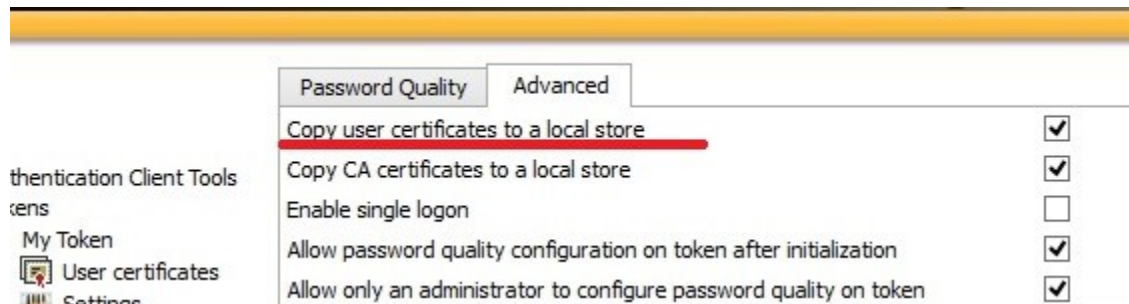 Password Quality
Advanced
Copy user certificates to a local store
Copy CA certificates to a local store
Enable single logon
Allow password quality configuration on token after initialization
Allow only an administrator to configure password quality on token
thentication Client Tools
kens
My Token
User certificates
Settings